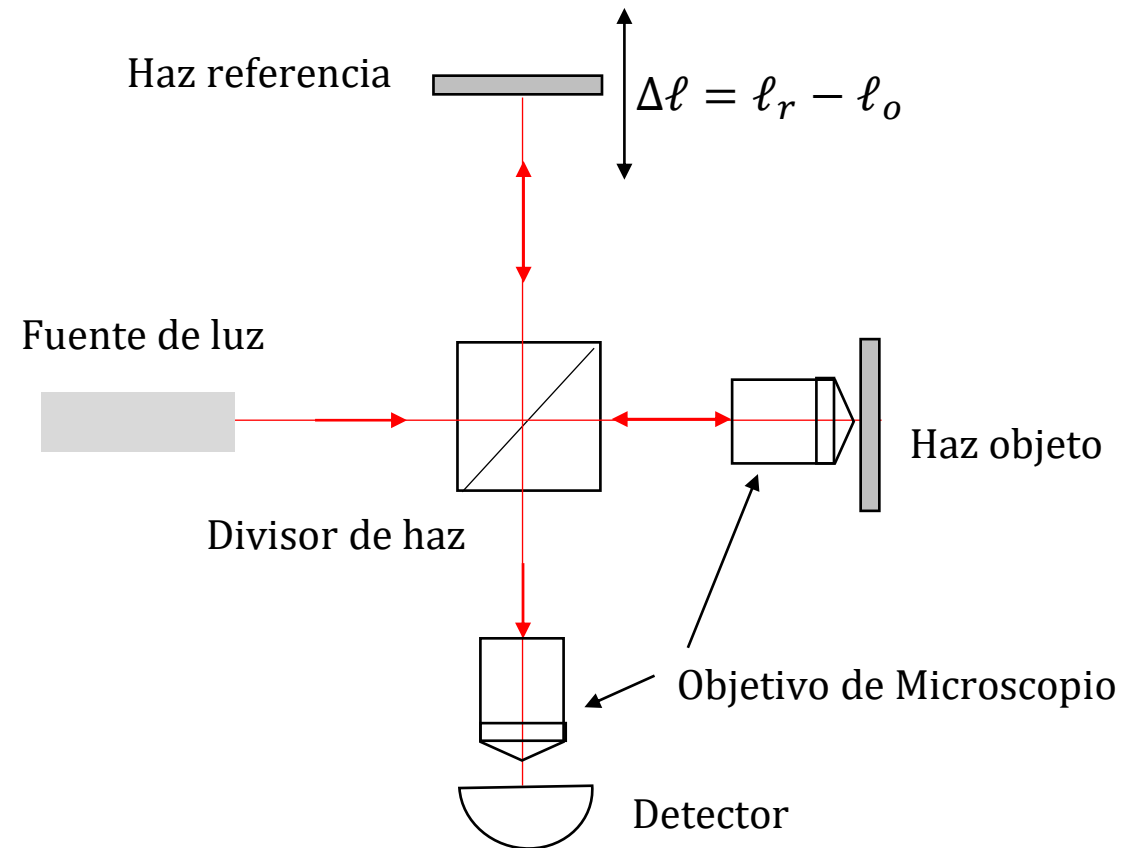 Haz referencia
Δℓ = ℓᵣ − ℓₒ
Fuente de luz
Haz objeto
Divisor de haz
Objetivo de Microscopio
Detector